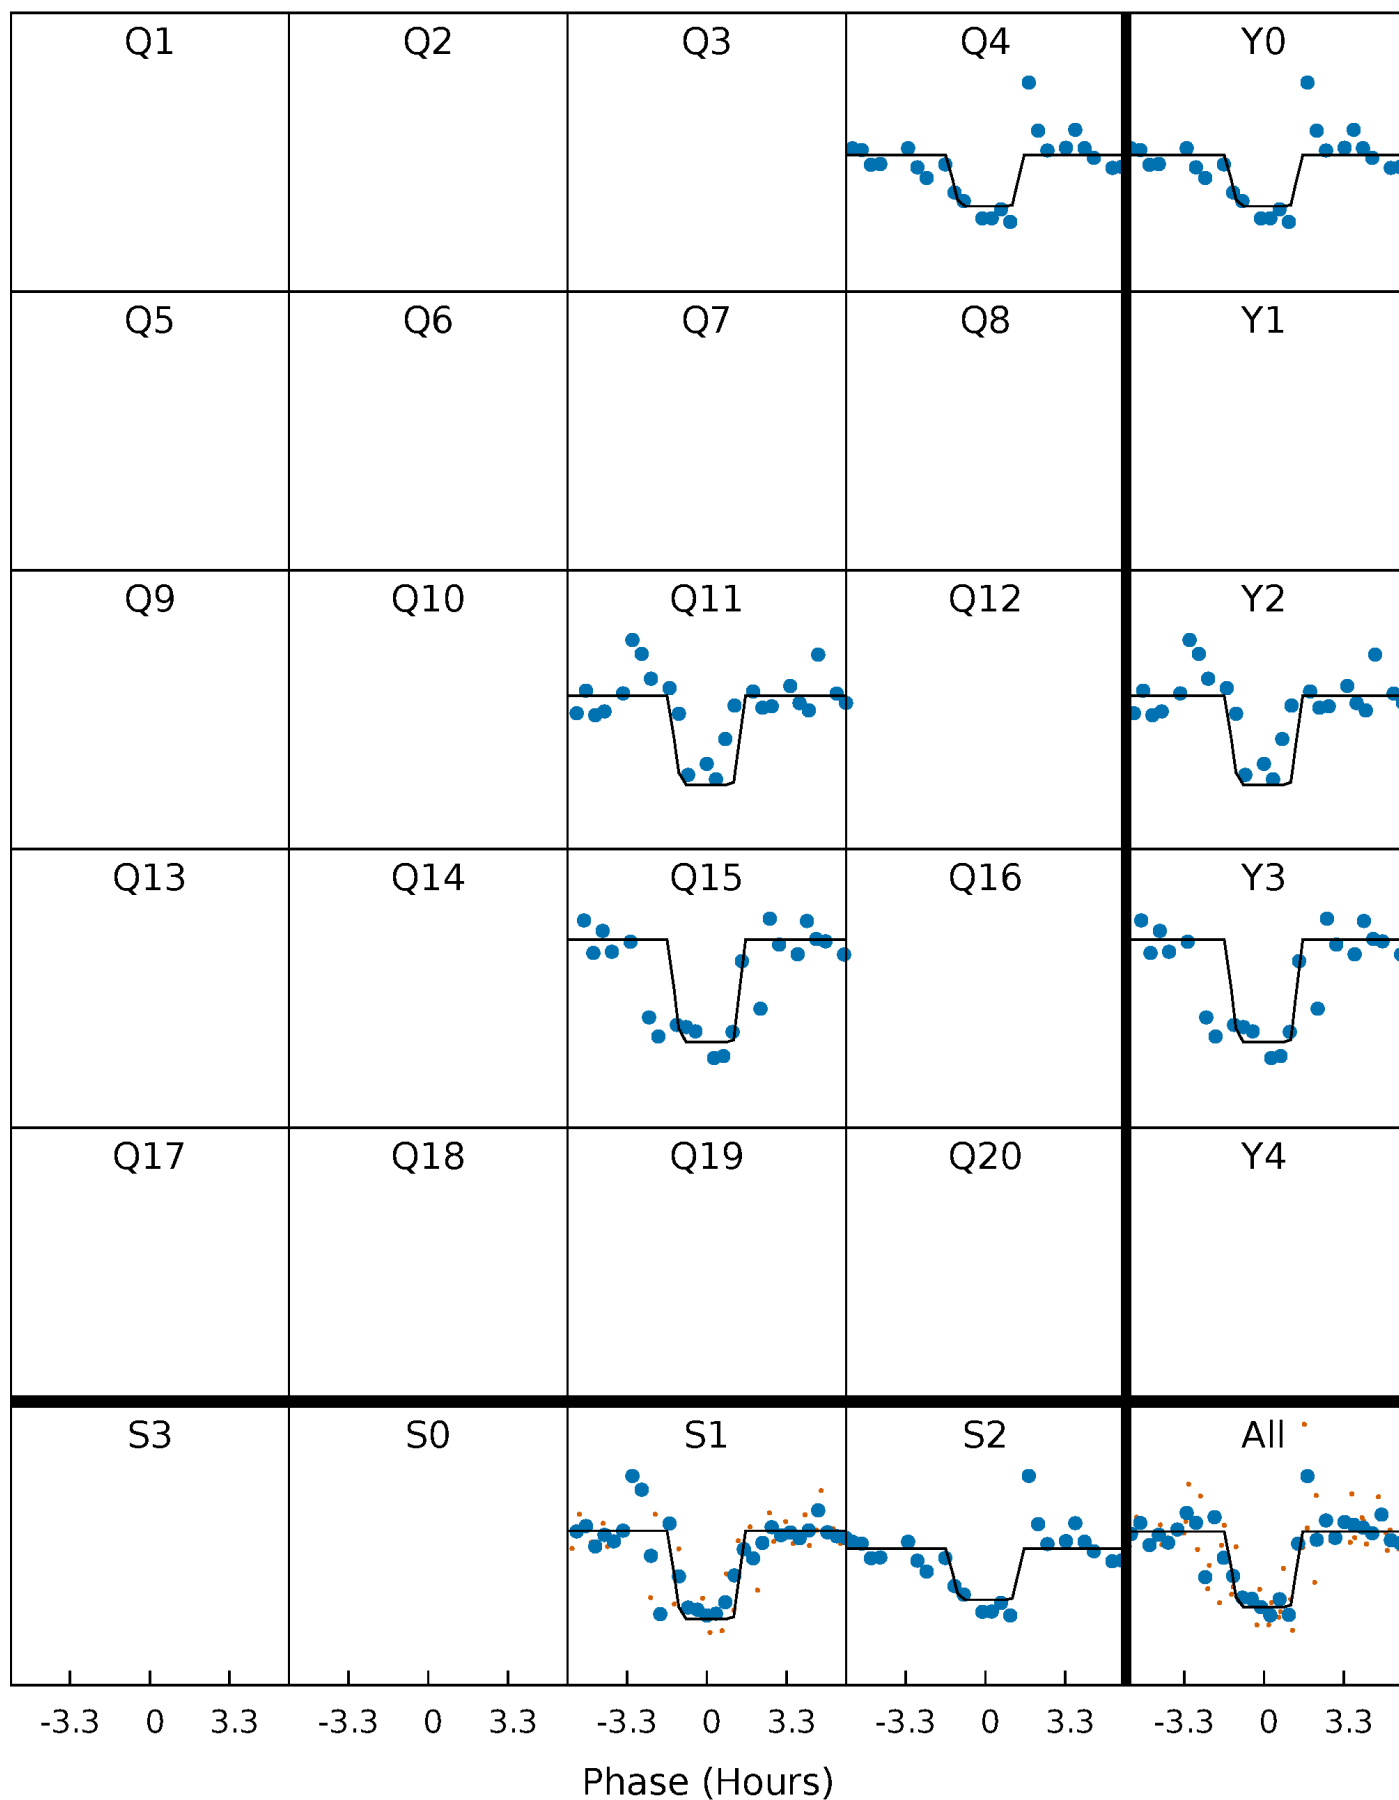 Q1 Q2 Q3 Q4 Y0
Q5 Q6 Q7 Q8 Y1
Q9 Q10 Q11 Q12 Y2
Q13 Q14 Q15 Q16 Y3
Q17 Q18 Q19 Q20 Y4
S3 S0 S1 S2 All
-3.3 0 3.3 -3.3 0 3.3 -3.3 0 3.3 -3.3 0 3.3 -3.3 0 3.3
Phase (Hours)